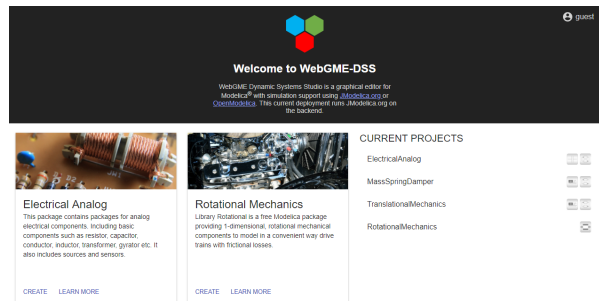 guest
Welcome to WebGME-DSS
WebGME Dynamic Systems Studio is a graphical editor for
Modelica® with simulation support using JModelica.org or
OpenModelica. This current deployment runs JModelica.org on
the backend.
Electrical Analog
This package contains packages for analog
electrical components. Including basic
components such as resistor, capacitor,
conductor, inductor, transformer, gyrator etc. It
also includes sources and sensors.
CREATE LEARN MORE
Rotational Mechanics
Library Rotational is a free Modelica package
providing 1-dimensional, rotational mechanical
components to model in a convenient way drive
trains with frictional losses.
CREATE LEARN MORE
CURRENT PROJECTS
ElectricalAnalog
MassSpringDamper
TranslationalMechanics
RotationalMechanics